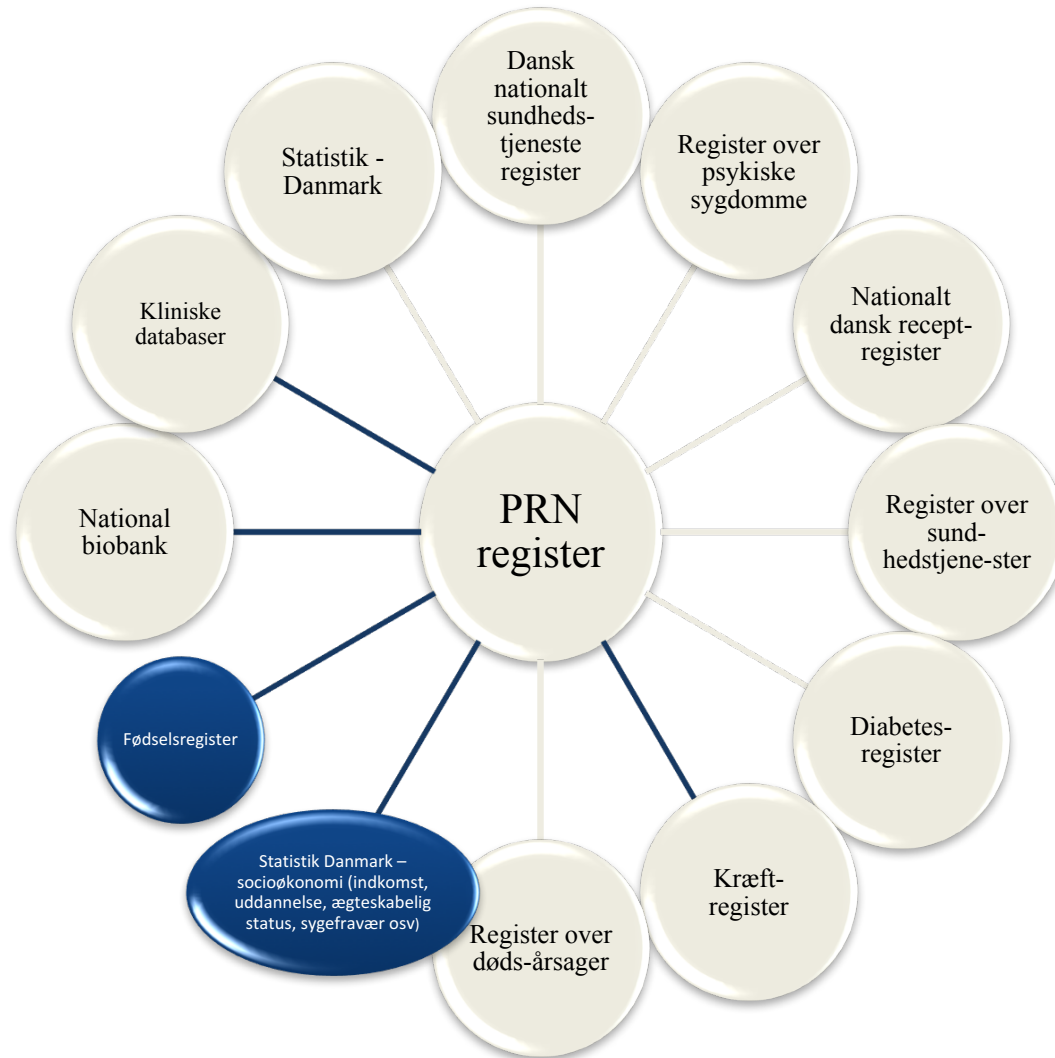 Dansk
nationalt
sundheds-
tjeneste
register
Register over
psykiske
sygdomme
Nationalt
dansk recept-
register
Register over
sund-
hedstjene-ster
Diabetes-
register
Kræft-
register
Register over
døds-årsager
Statistik Danmark –
socioøkonomi (indkomst,
uddannelse, ægteskabelig
status, sygefravær osv)
Fødselsregister
National
biobank
Kliniske
databaser
Statistik -
Danmark
PRN
register